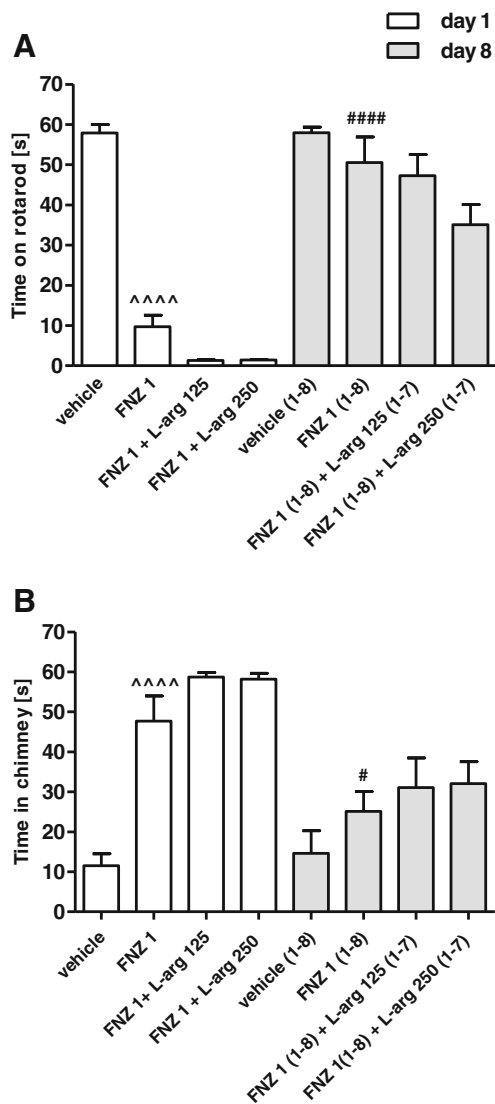 day 1
day 8
A
Time on rotarod [s]
70
60
50
40
30
20
10
0
^^^^
####
vehicle
FNZ 1
FNZ 1 + L-arg 125
FNZ 1 + L-arg 250
vehicle (1-8)
FNZ 1 (1-8)
FNZ 1 (1-8) + L-arg 125 (1-7)
FNZ 1 (1-8) + L-arg 250 (1-7)
B
Time in chimney [s]
70
60
50
40
30
20
10
0
^^^^
#
vehicle
FNZ 1
FNZ 1+ L-arg 125
FNZ 1 + L-arg 250
vehicle (1-8)
FNZ 1 (1-8)
FNZ 1 (1-8) + L-arg 125 (1-7)
FNZ 1(1-8) + L-arg 250 (1-7)